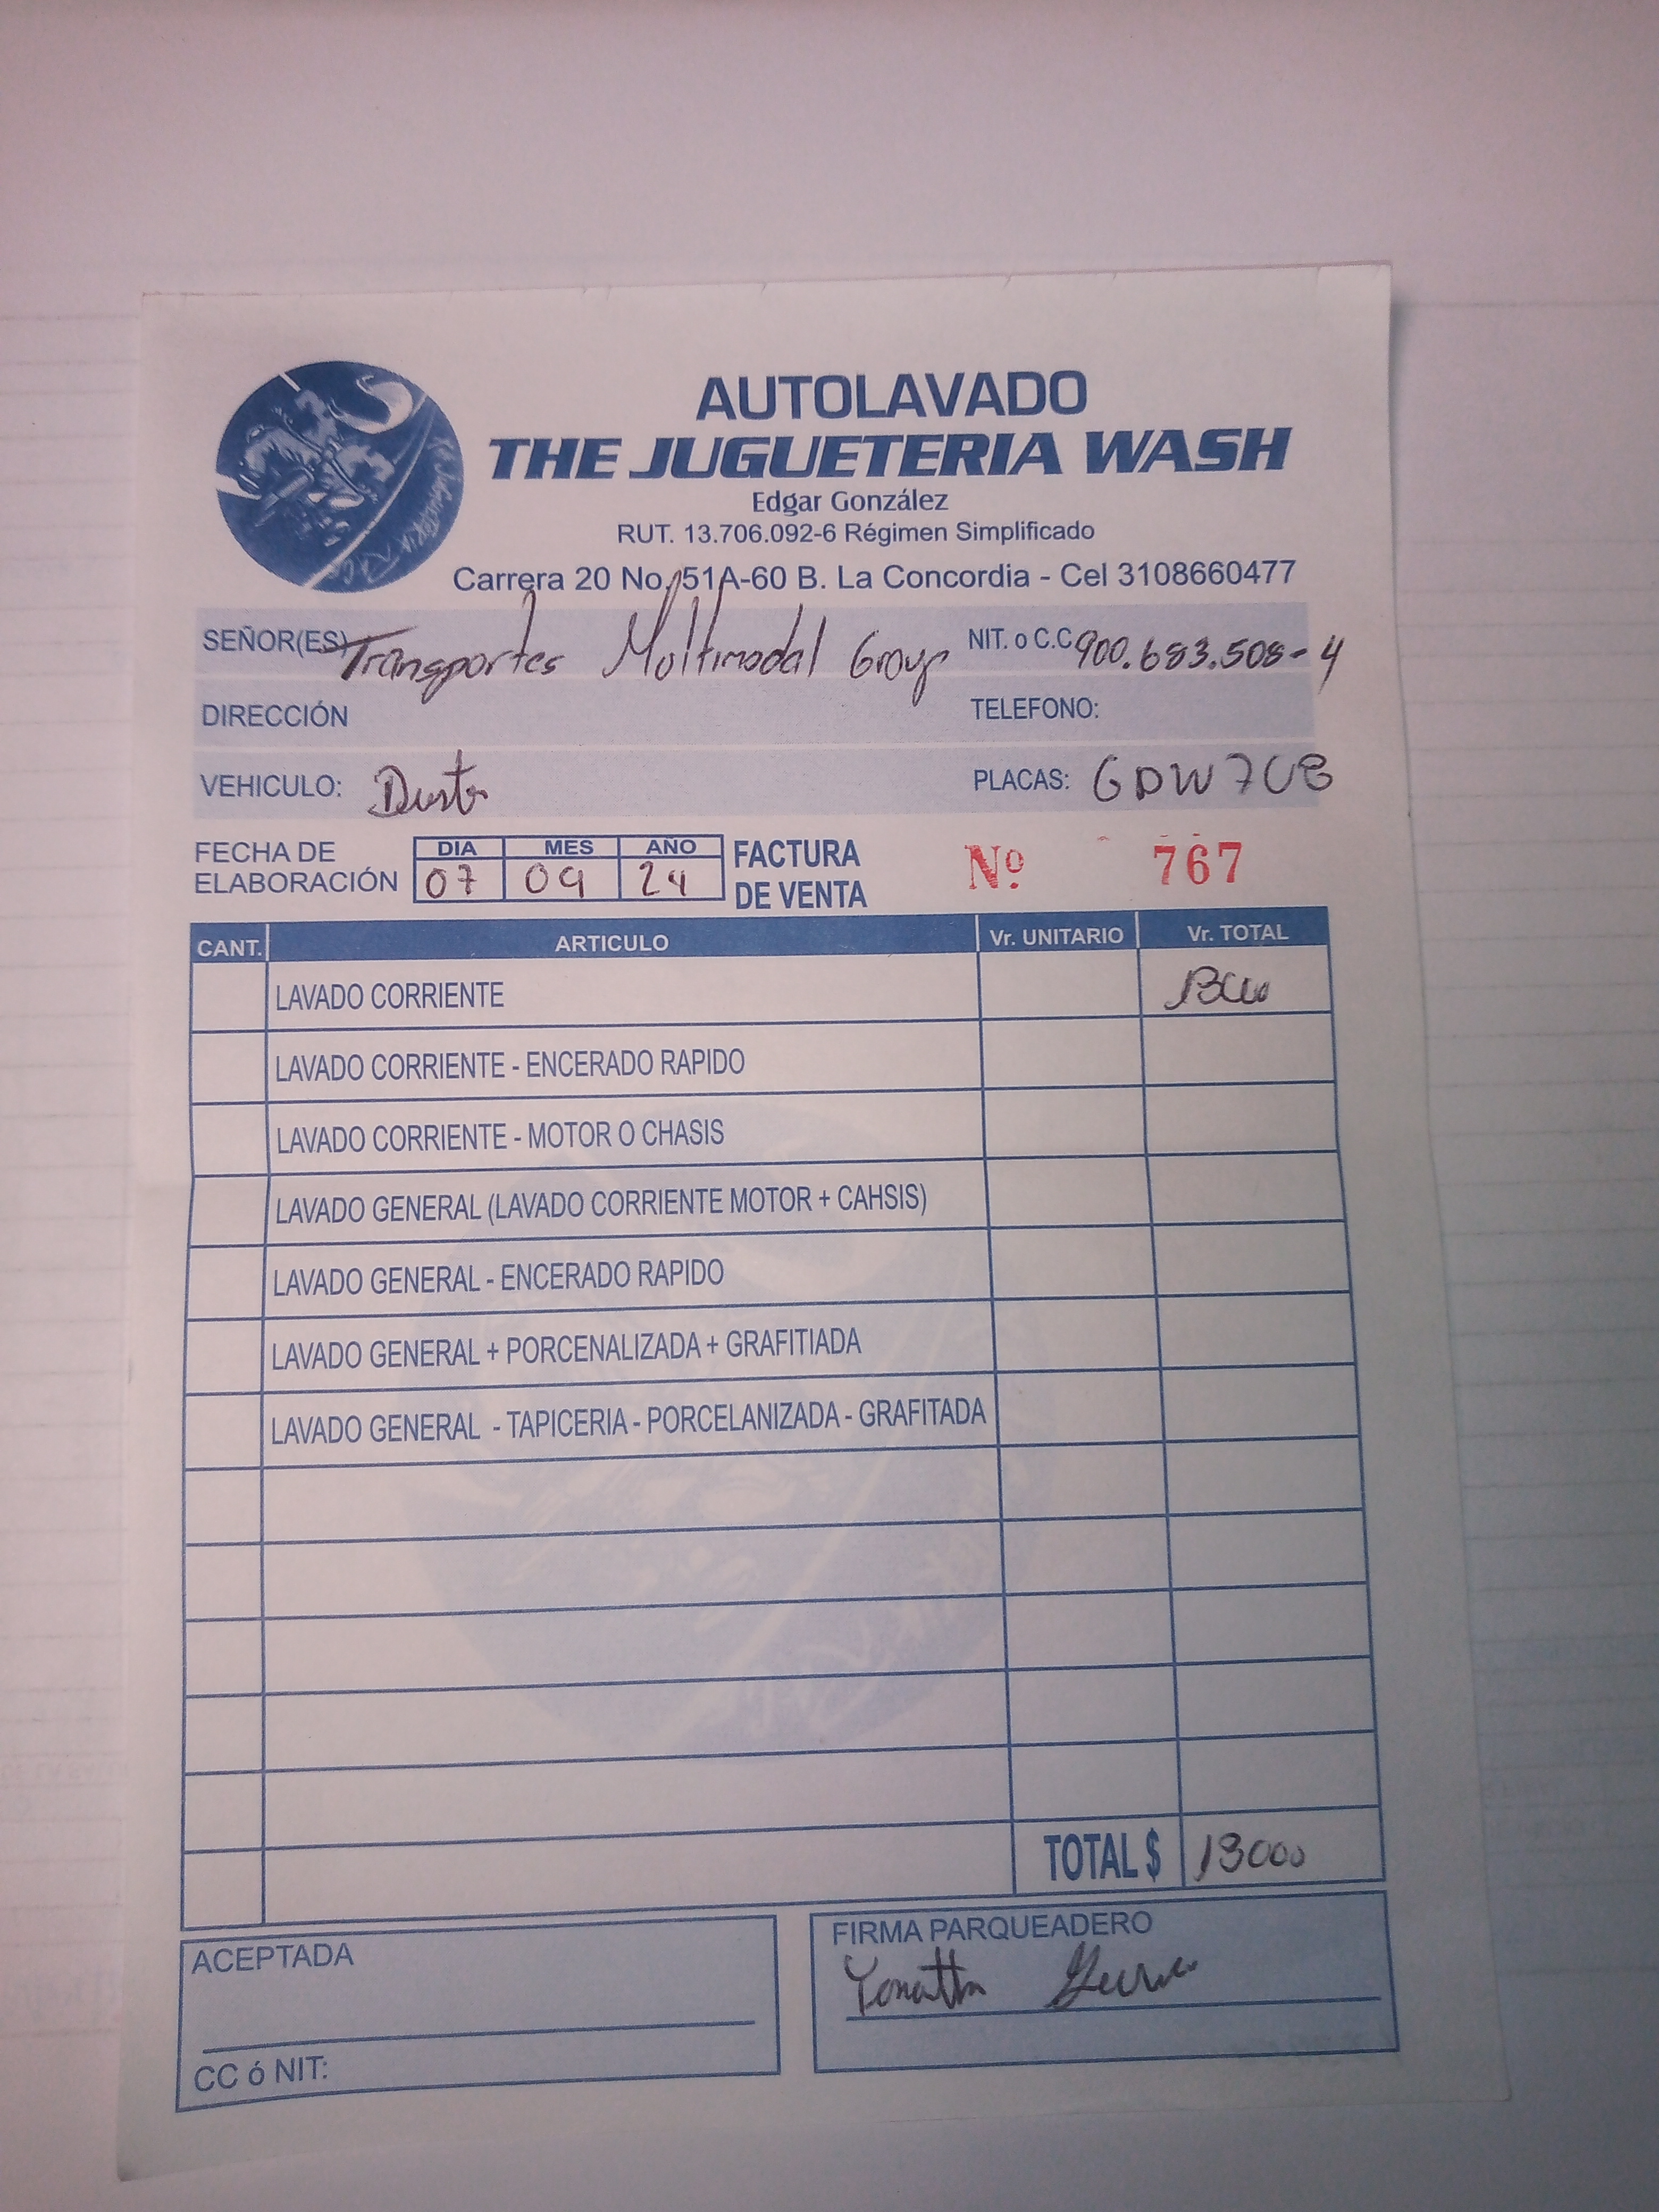 AUTOLAVADO
THE JUGUETERIA WASH
Edgar González
RUT. 13.706.092-6 Régimen Simplificado
Carrera 20 No. 51A-60 B. La Concordia - Cel 3108660477
SEÑOR(ES) Transportes Multimodal Group NIT. o C.C 900.683.508-4
DIRECCIÓN TELEFONO:
VEHICULO: Duster PLACAS: GDW708
FECHA DE ELABORACIÓN DIA MES AÑO FACTURA DE VENTA Nº 767
07 09 24
CANT. ARTICULO Vr. UNITARIO Vr. TOTAL
LAVADO CORRIENTE 13000
LAVADO CORRIENTE - ENCERADO RAPIDO
LAVADO CORRIENTE - MOTOR O CHASIS
LAVADO GENERAL (LAVADO CORRIENTE MOTOR + CAHSIS)
LAVADO GENERAL - ENCERADO RAPIDO
LAVADO GENERAL + PORCENALIZADA + GRAFITIADA
LAVADO GENERAL - TAPICERIA - PORCELANIZADA - GRAFITADA
TOTAL $ 13000
ACEPTADA
CC ó NIT:
FIRMA PARQUEADERO